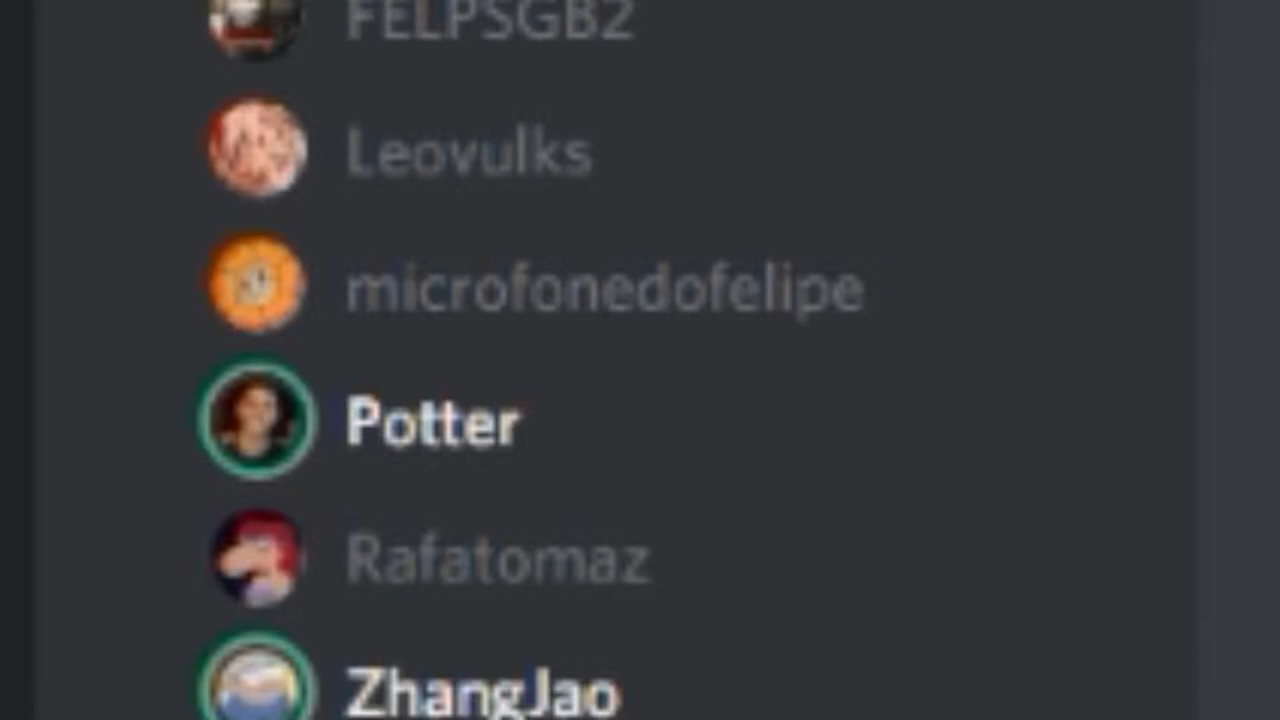 FELPSGB2
Leovulks
microfonedofelipe
Potter
Rafatomaz
ZhangJao